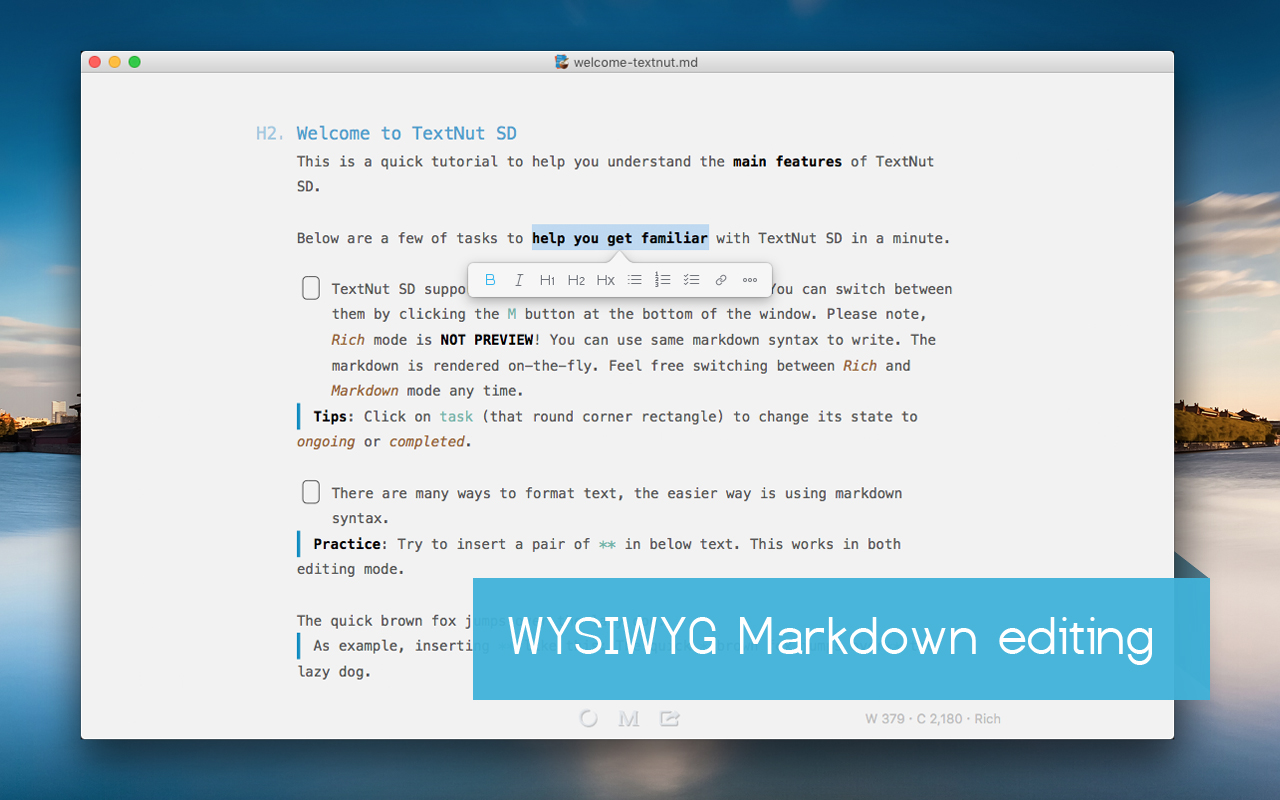 welcome-textnut.md
H2. Welcome to TextNut SD
This is a quick tutorial to help you understand the main features of TextNut
SD.
Below are a few of tasks to help you get familiar with TextNut SD in a minute.
B I H1 H2 Hx
TextNut SD suppo You can switch between
them by clicking the M button at the bottom of the window. Please note,
Rich mode is NOT PREVIEW! You can use same markdown syntax to write. The
markdown is rendered on-the-fly. Feel free switching between Rich and
Markdown mode any time.
Tips: Click on task (that round corner rectangle) to change its state to
ongoing or completed.
There are many ways to format text, the easier way is using markdown
syntax.
Practice: Try to insert a pair of ** in below text. This works in both
editing mode.
The quick brown fox jumps
As example, inserting
lazy dog.
WYSIWYG Markdown editing
M
W 379 · C 2,180 · Rich